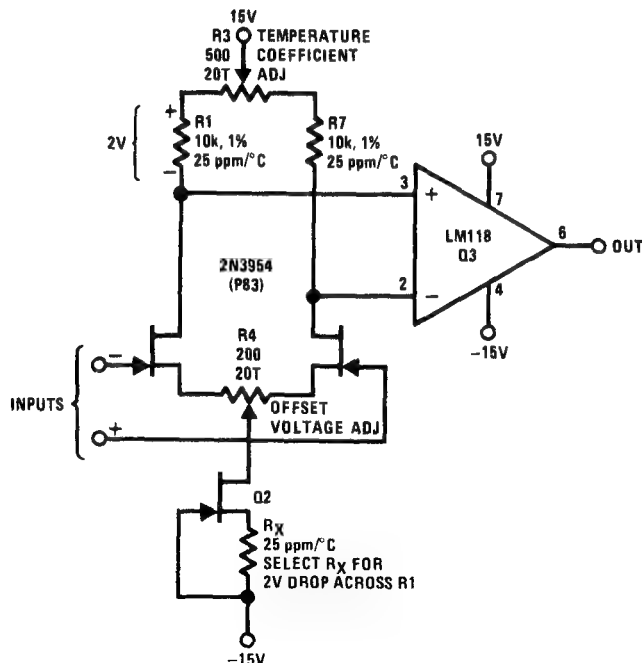 15V
R3
500
20T
TEMPERATURE
COEFFICIENT
ADJ
+
2V
R1
10k, 1%
25 ppm/°C
−
R7
10k, 1%
25 ppm/°C
15V
3
+
7
LM118
Q3
6
OUT
2N3954
(P83)
2
−
4
−15V
R4
200
20T
−
INPUTS
+
OFFSET
VOLTAGE ADJ
Q2
RX
25 ppm/°C
SELECT RX FOR
2V DROP ACROSS R1
−15V